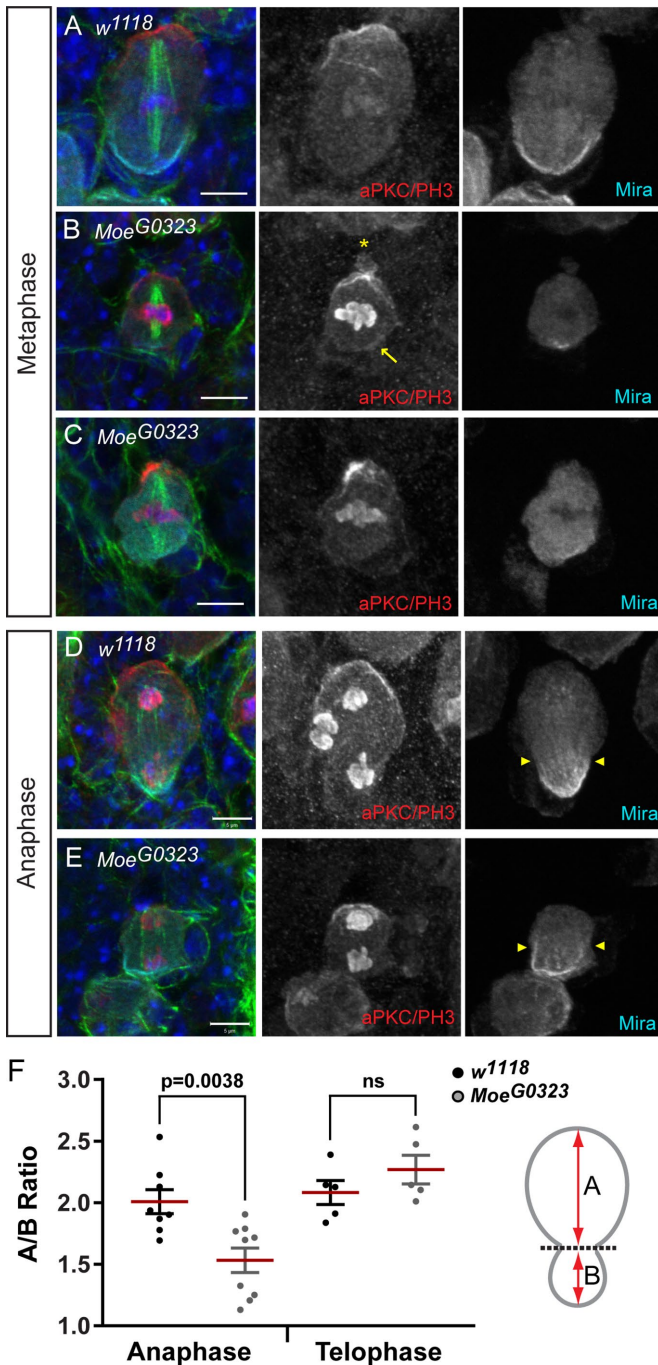 Metaphase
A w1118
aPKC/PH3
Mira
B MoeG0323
*
aPKC/PH3
Mira
C MoeG0323
aPKC/PH3
Mira
Anaphase
D w1118
aPKC/PH3
Mira
E MoeG0323
5 µm
aPKC/PH3
Mira
F
A/B Ratio
3.0
2.5
2.0
1.5
1.0
p=0.0038
ns
Anaphase
Telophase
w1118
MoeG0323
A
B